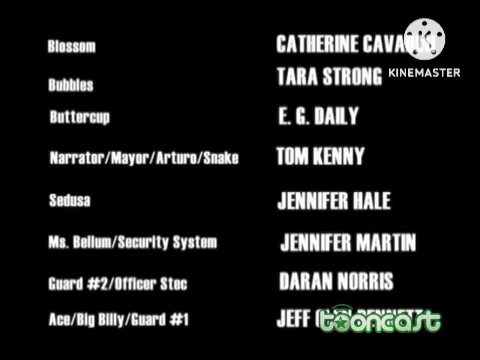 Blossom CATHERINE
Bubbles TARA STRONG
KINEMASTER
Buttercup E. G. DAILY
Narrator/Mayor/Arturo/Snake TOM KENNY
Sedusa JENNIFER HALE
Ms. Bellum/Security System JENNIFER MARTIN
Guard #2/Officer Stec DARAN NORRIS
Ace/Big Billy/Guard #1 JEFF
tooncast